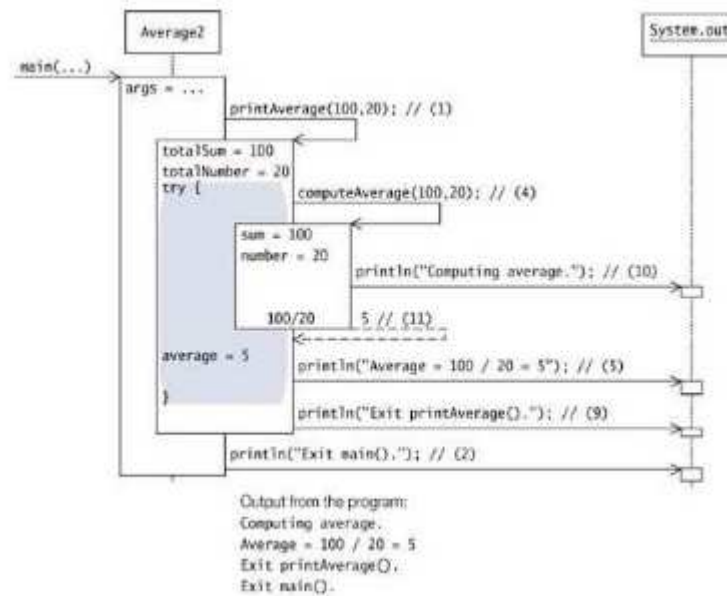 Average2
System.out
main(...)
args = ...
printAverage(100,20); // (1)
totalSum = 100
totalNumber = 20
try {
computeAverage(100,20); // (4)
sum = 100
number = 20
println("Computing average."); // (10)
100/20
5 // (11)
average = 5
println("Average = 100 / 20 = 5"); // (5)
}
println("Exit printAverage()."); // (9)
println("Exit main()."); // (2)
Output from the program:
Computing average.
Average = 100 / 20 = 5
Exit printAverage().
Exit main().